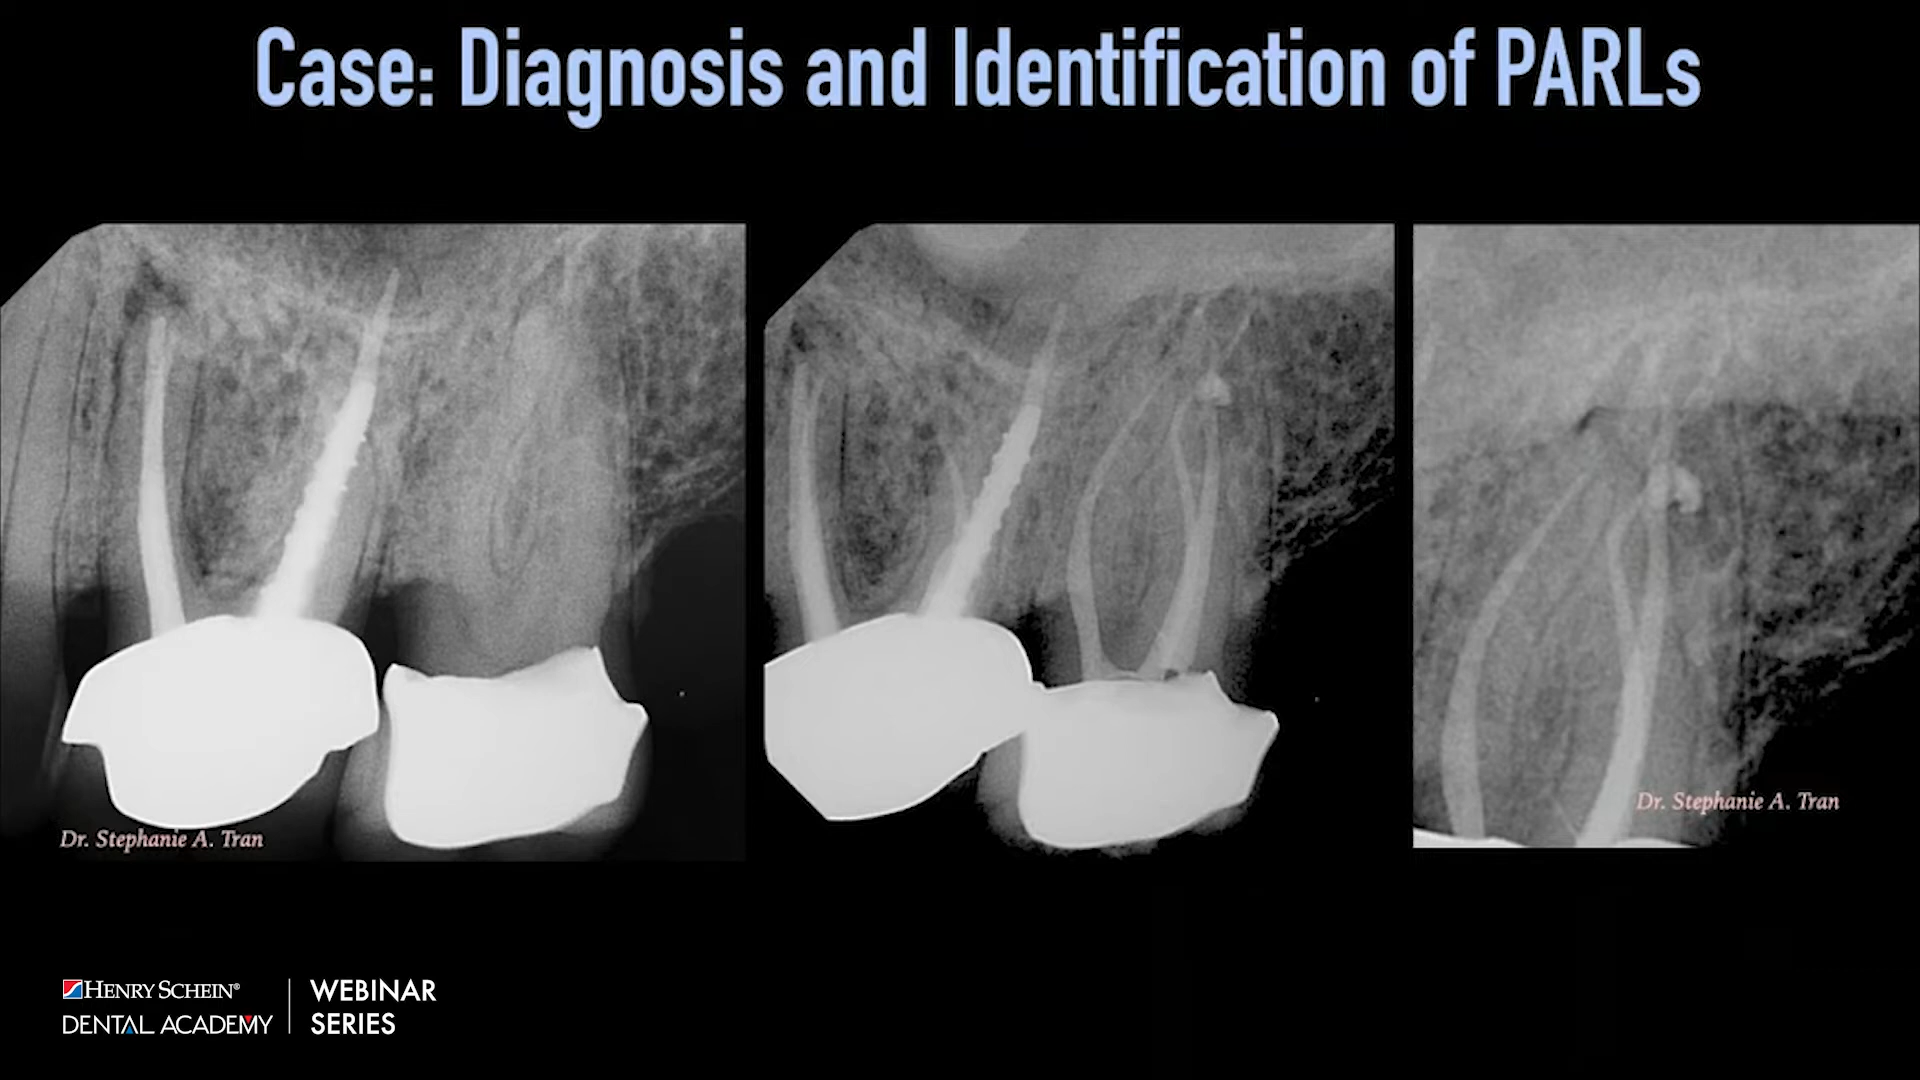 Case: Diagnosis and Identification of PARLs
Dr. Stephanie A. Tran
Dr. Stephanie A. Tran
HENRY SCHEIN®
DENTAL ACADEMY
WEBINAR
SERIES